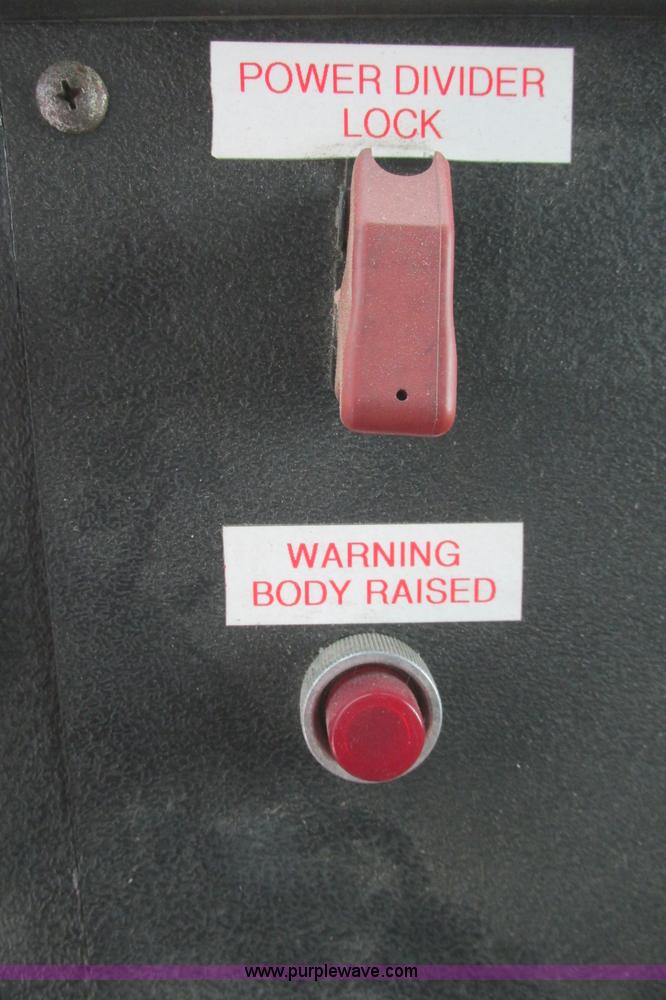 POWER DIVIDER
LOCK
WARNING
BODY RAISED
www.purplewave.com